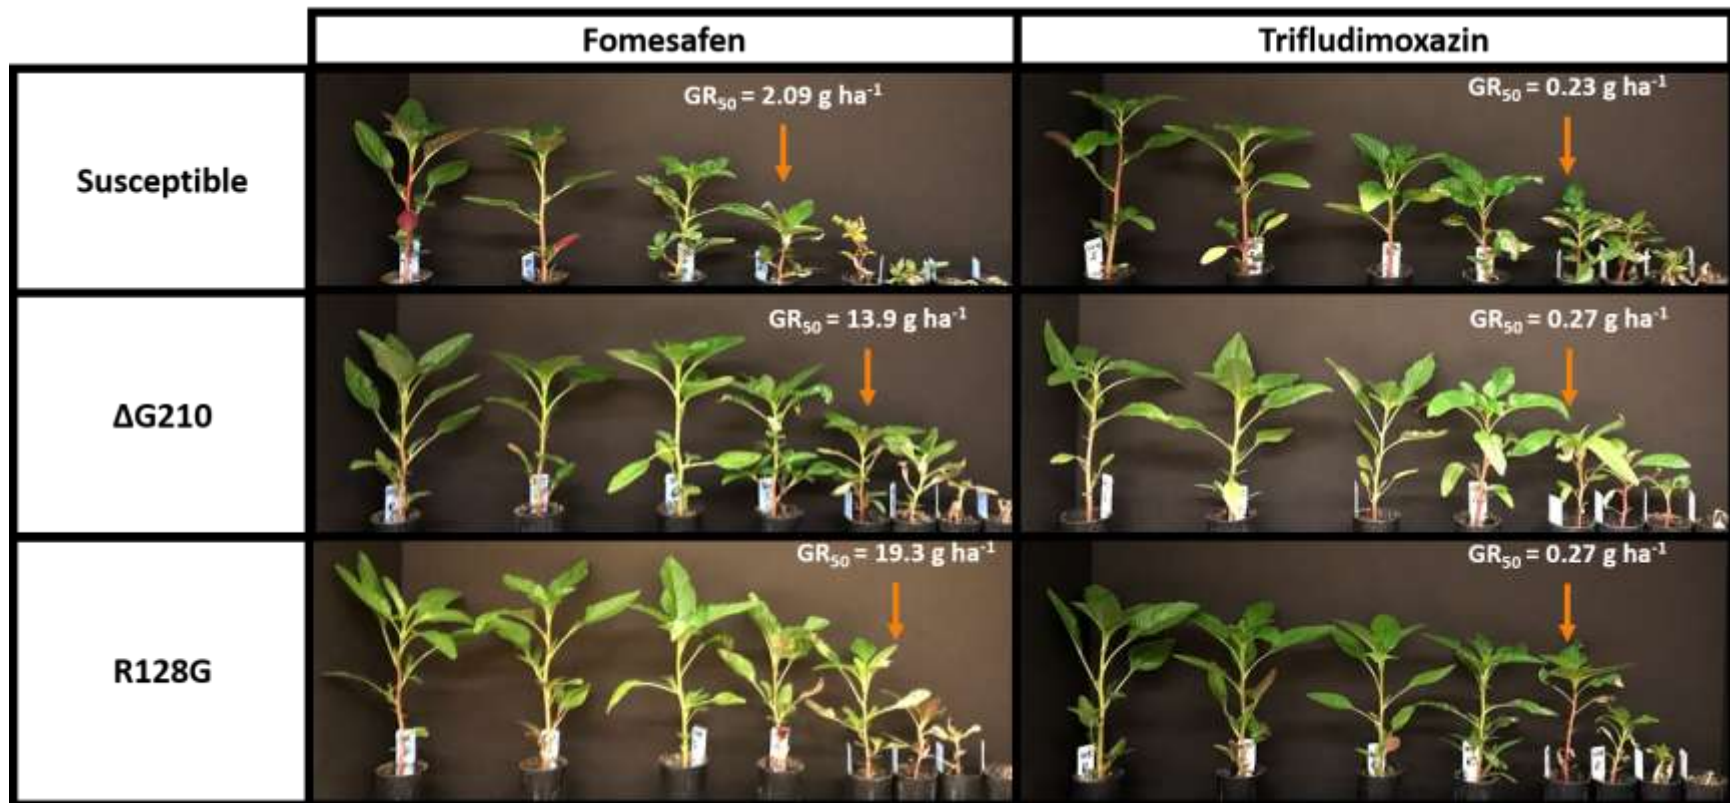 Fomesafen
Trifludimoxazin
Susceptible
GR₅₀ = 2.09 g ha⁻¹
GR₅₀ = 0.23 g ha⁻¹
ΔG210
GR₅₀ = 13.9 g ha⁻¹
GR₅₀ = 0.27 g ha⁻¹
R128G
GR₅₀ = 19.3 g ha⁻¹
GR₅₀ = 0.27 g ha⁻¹